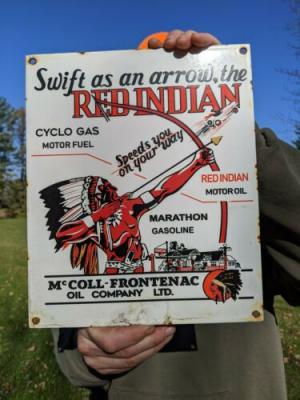 Swift as an arrow, the
RED INDIAN
CYCLO GAS
MOTOR FUEL
Speeds you
on your way
RED INDIAN
MOTOR OIL
MARATHON
GASOLINE
McCOLL-FRONTENAC
OIL COMPANY LTD.